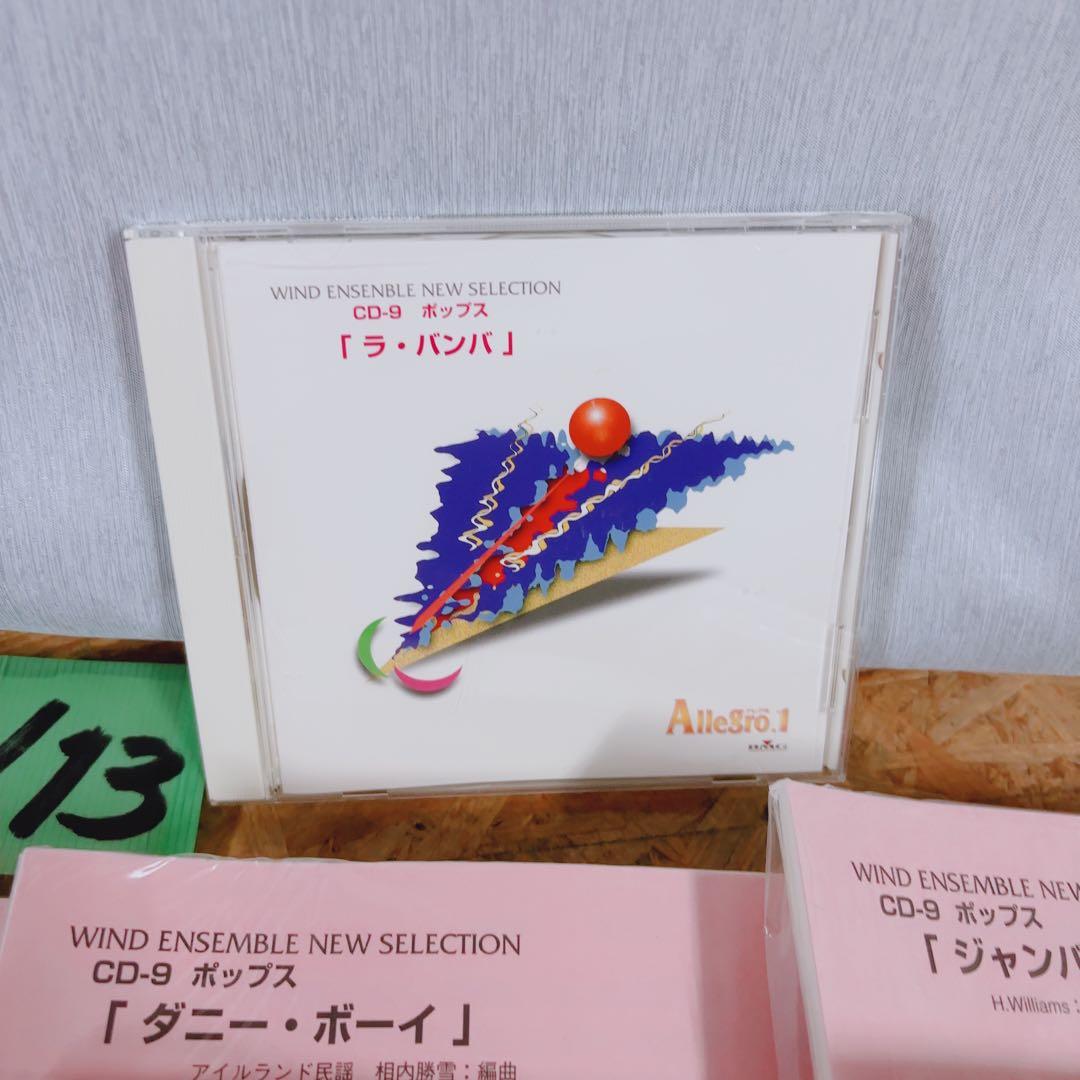 WIND ENSENBLE NEW SELECTION
CD-9 ポップス
「 ラ・バンバ 」
Allegro.1
BMG
113
WIND ENSEMBLE NEW SELECTION
CD-9 ポップス
「 ダニー・ボーイ 」
アイルランド民謡 相内勝雪：編曲
WIND ENSEMBLE NEW
CD-9 ポップス
「 ジャンバ
H.Williams：